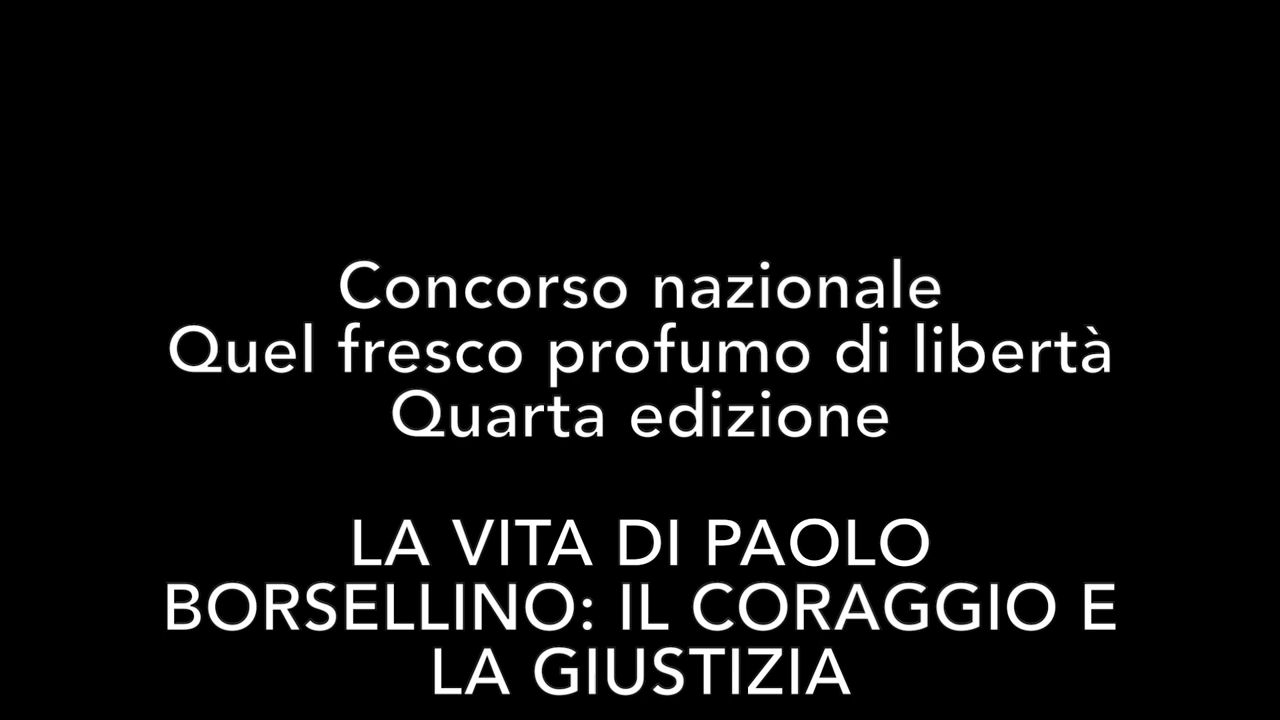 Concorso nazionale
Quel fresco profumo di libertà
Quarta edizione
LA VITA DI PAOLO
BORSELLINO: IL CORAGGIO E
LA GIUSTIZIA